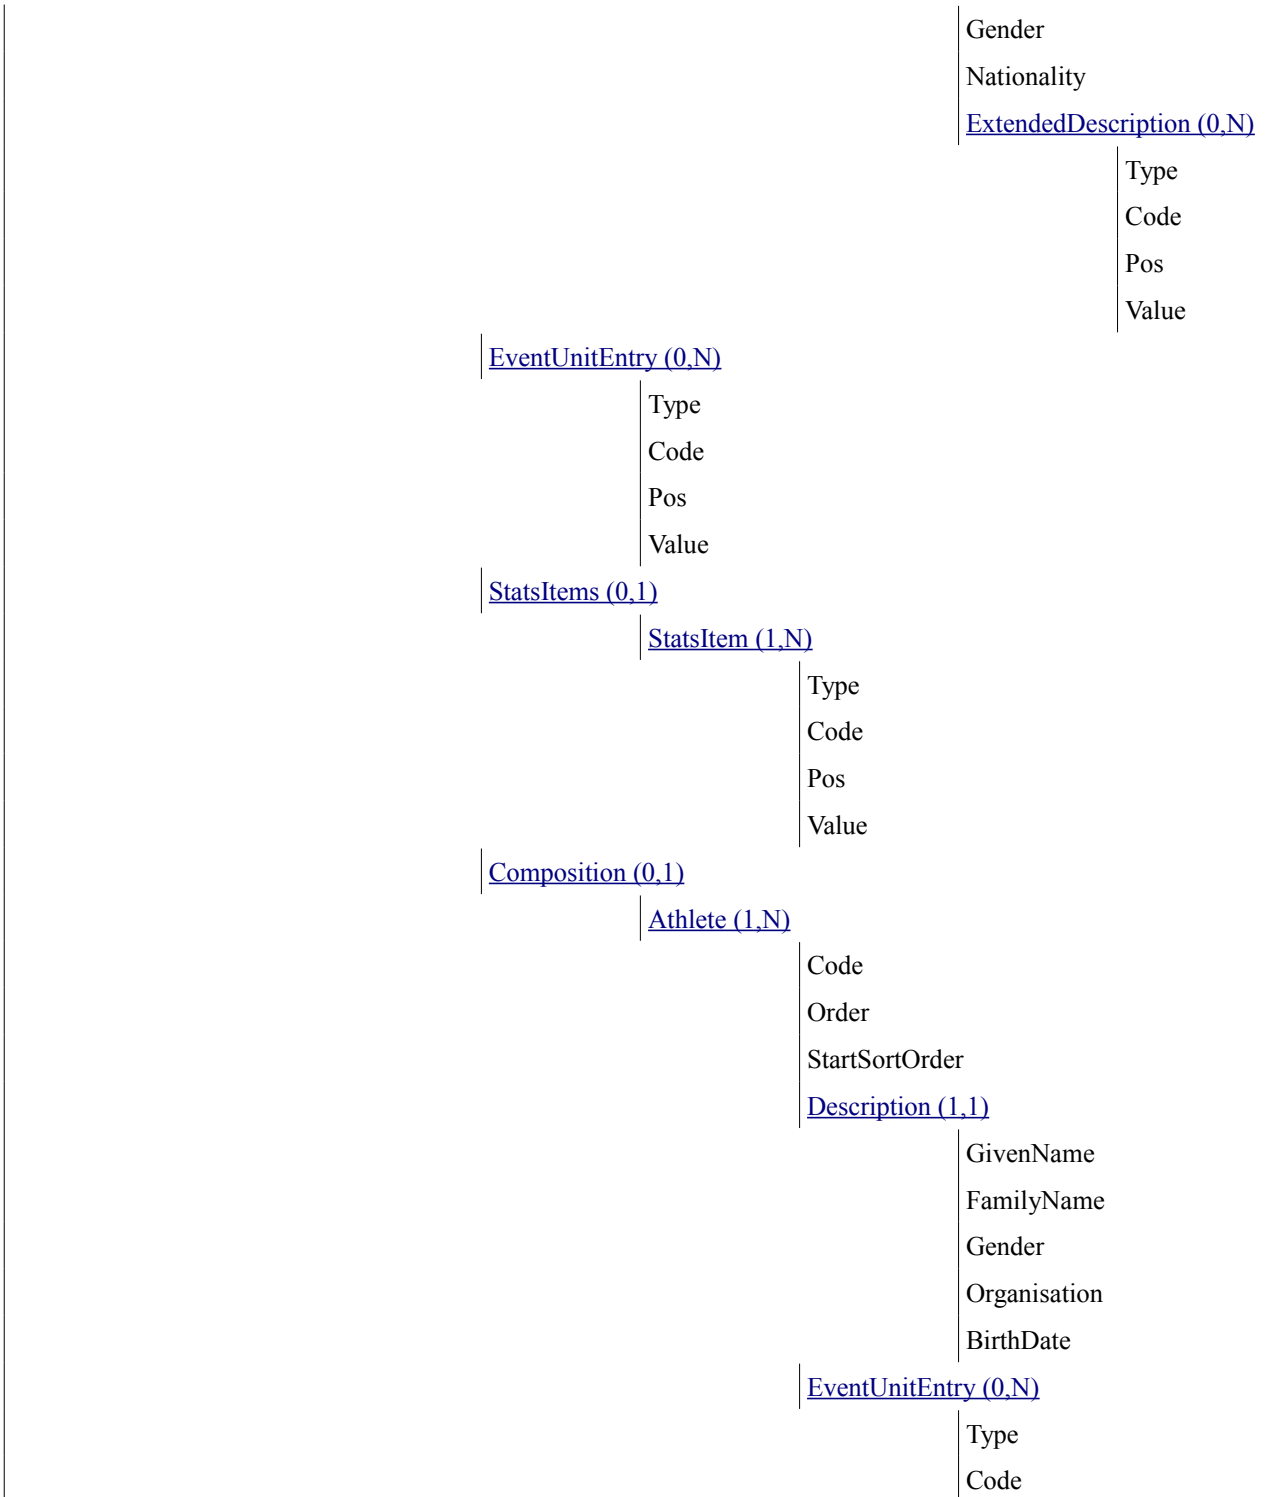 Gender
Nationality
ExtendedDescription (0,N)
Type
Code
Pos
Value
EventUnitEntry (0,N)
Type
Code
Pos
Value
StatsItems (0,1)
StatsItem (1,N)
Type
Code
Pos
Value
Composition (0,1)
Athlete (1,N)
Code
Order
StartSortOrder
Description (1,1)
GivenName
FamilyName
Gender
Organisation
BirthDate
EventUnitEntry (0,N)
Type
Code